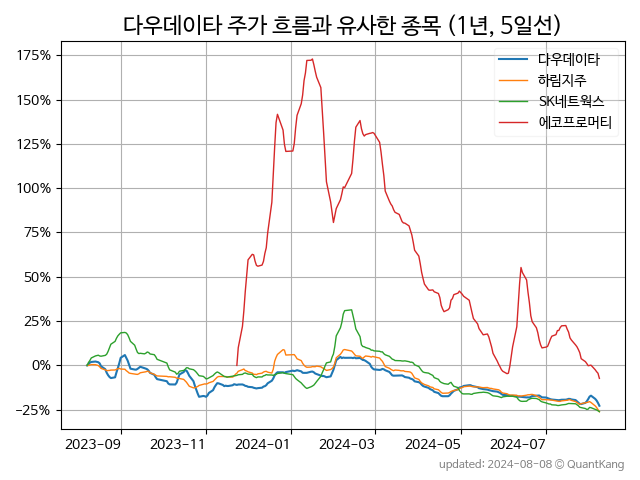 다우데이타 주가 흐름과 유사한 종목 (1년, 5일선)
175%
150%
125%
100%
75%
50%
25%
0%
−25%
다우데이타
하림지주
SK네트웍스
에코프로머티
2023-09 2023-11 2024-01 2024-03 2024-05 2024-07
updated: 2024-08-08 © QuantKang